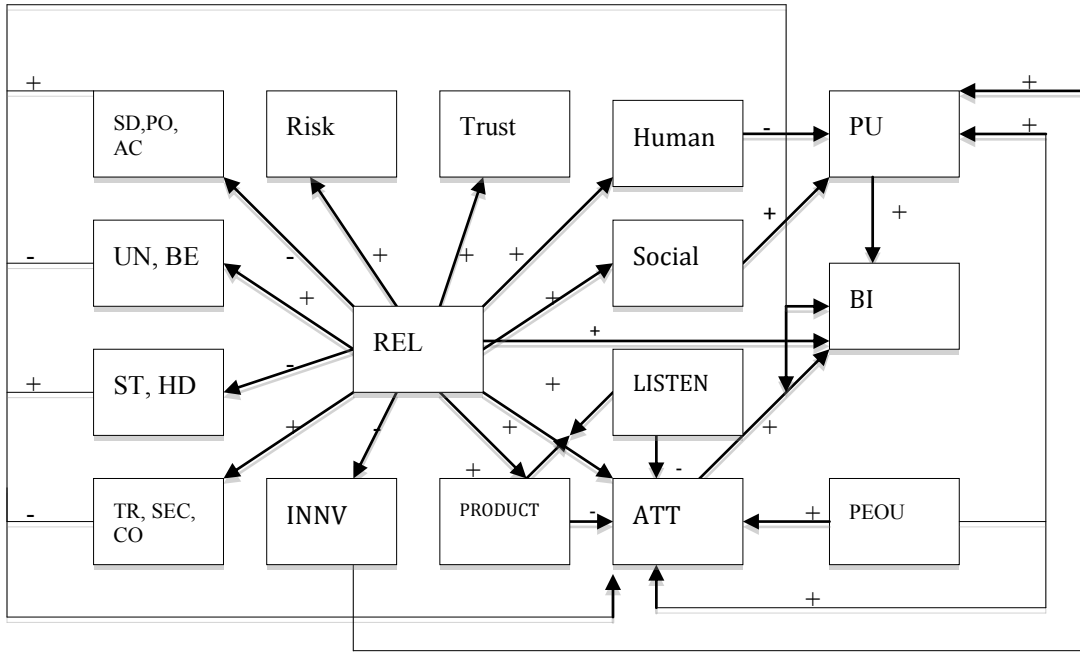 +
+
SD,PO,
AC
Risk
Trust
Human
-
PU
+
+
+
UN, BE
-
-
+
+
+
Social
+
BI
+
+
REL
+
ST, HD
+
-
+
LISTEN
+
-
+
+
-
+
TR, SEC,
CO
-
INNV
PRODUCT
-
ATT
+
PEOU
+